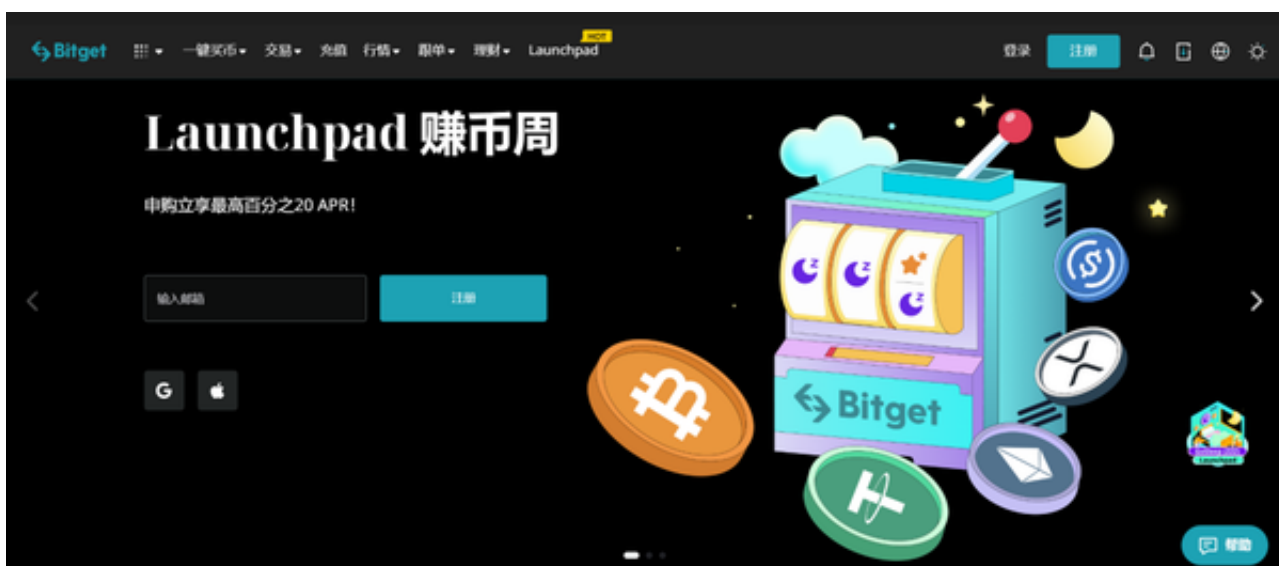 Bitget 一键买币 交易 充值 行情 跟单 理财 Launchpad HOT 登录 注册
Launchpad 赚币周
申购立享最高百分之20 APR!
输入邮箱 注册
G
Bitget
Launchpad
帮助